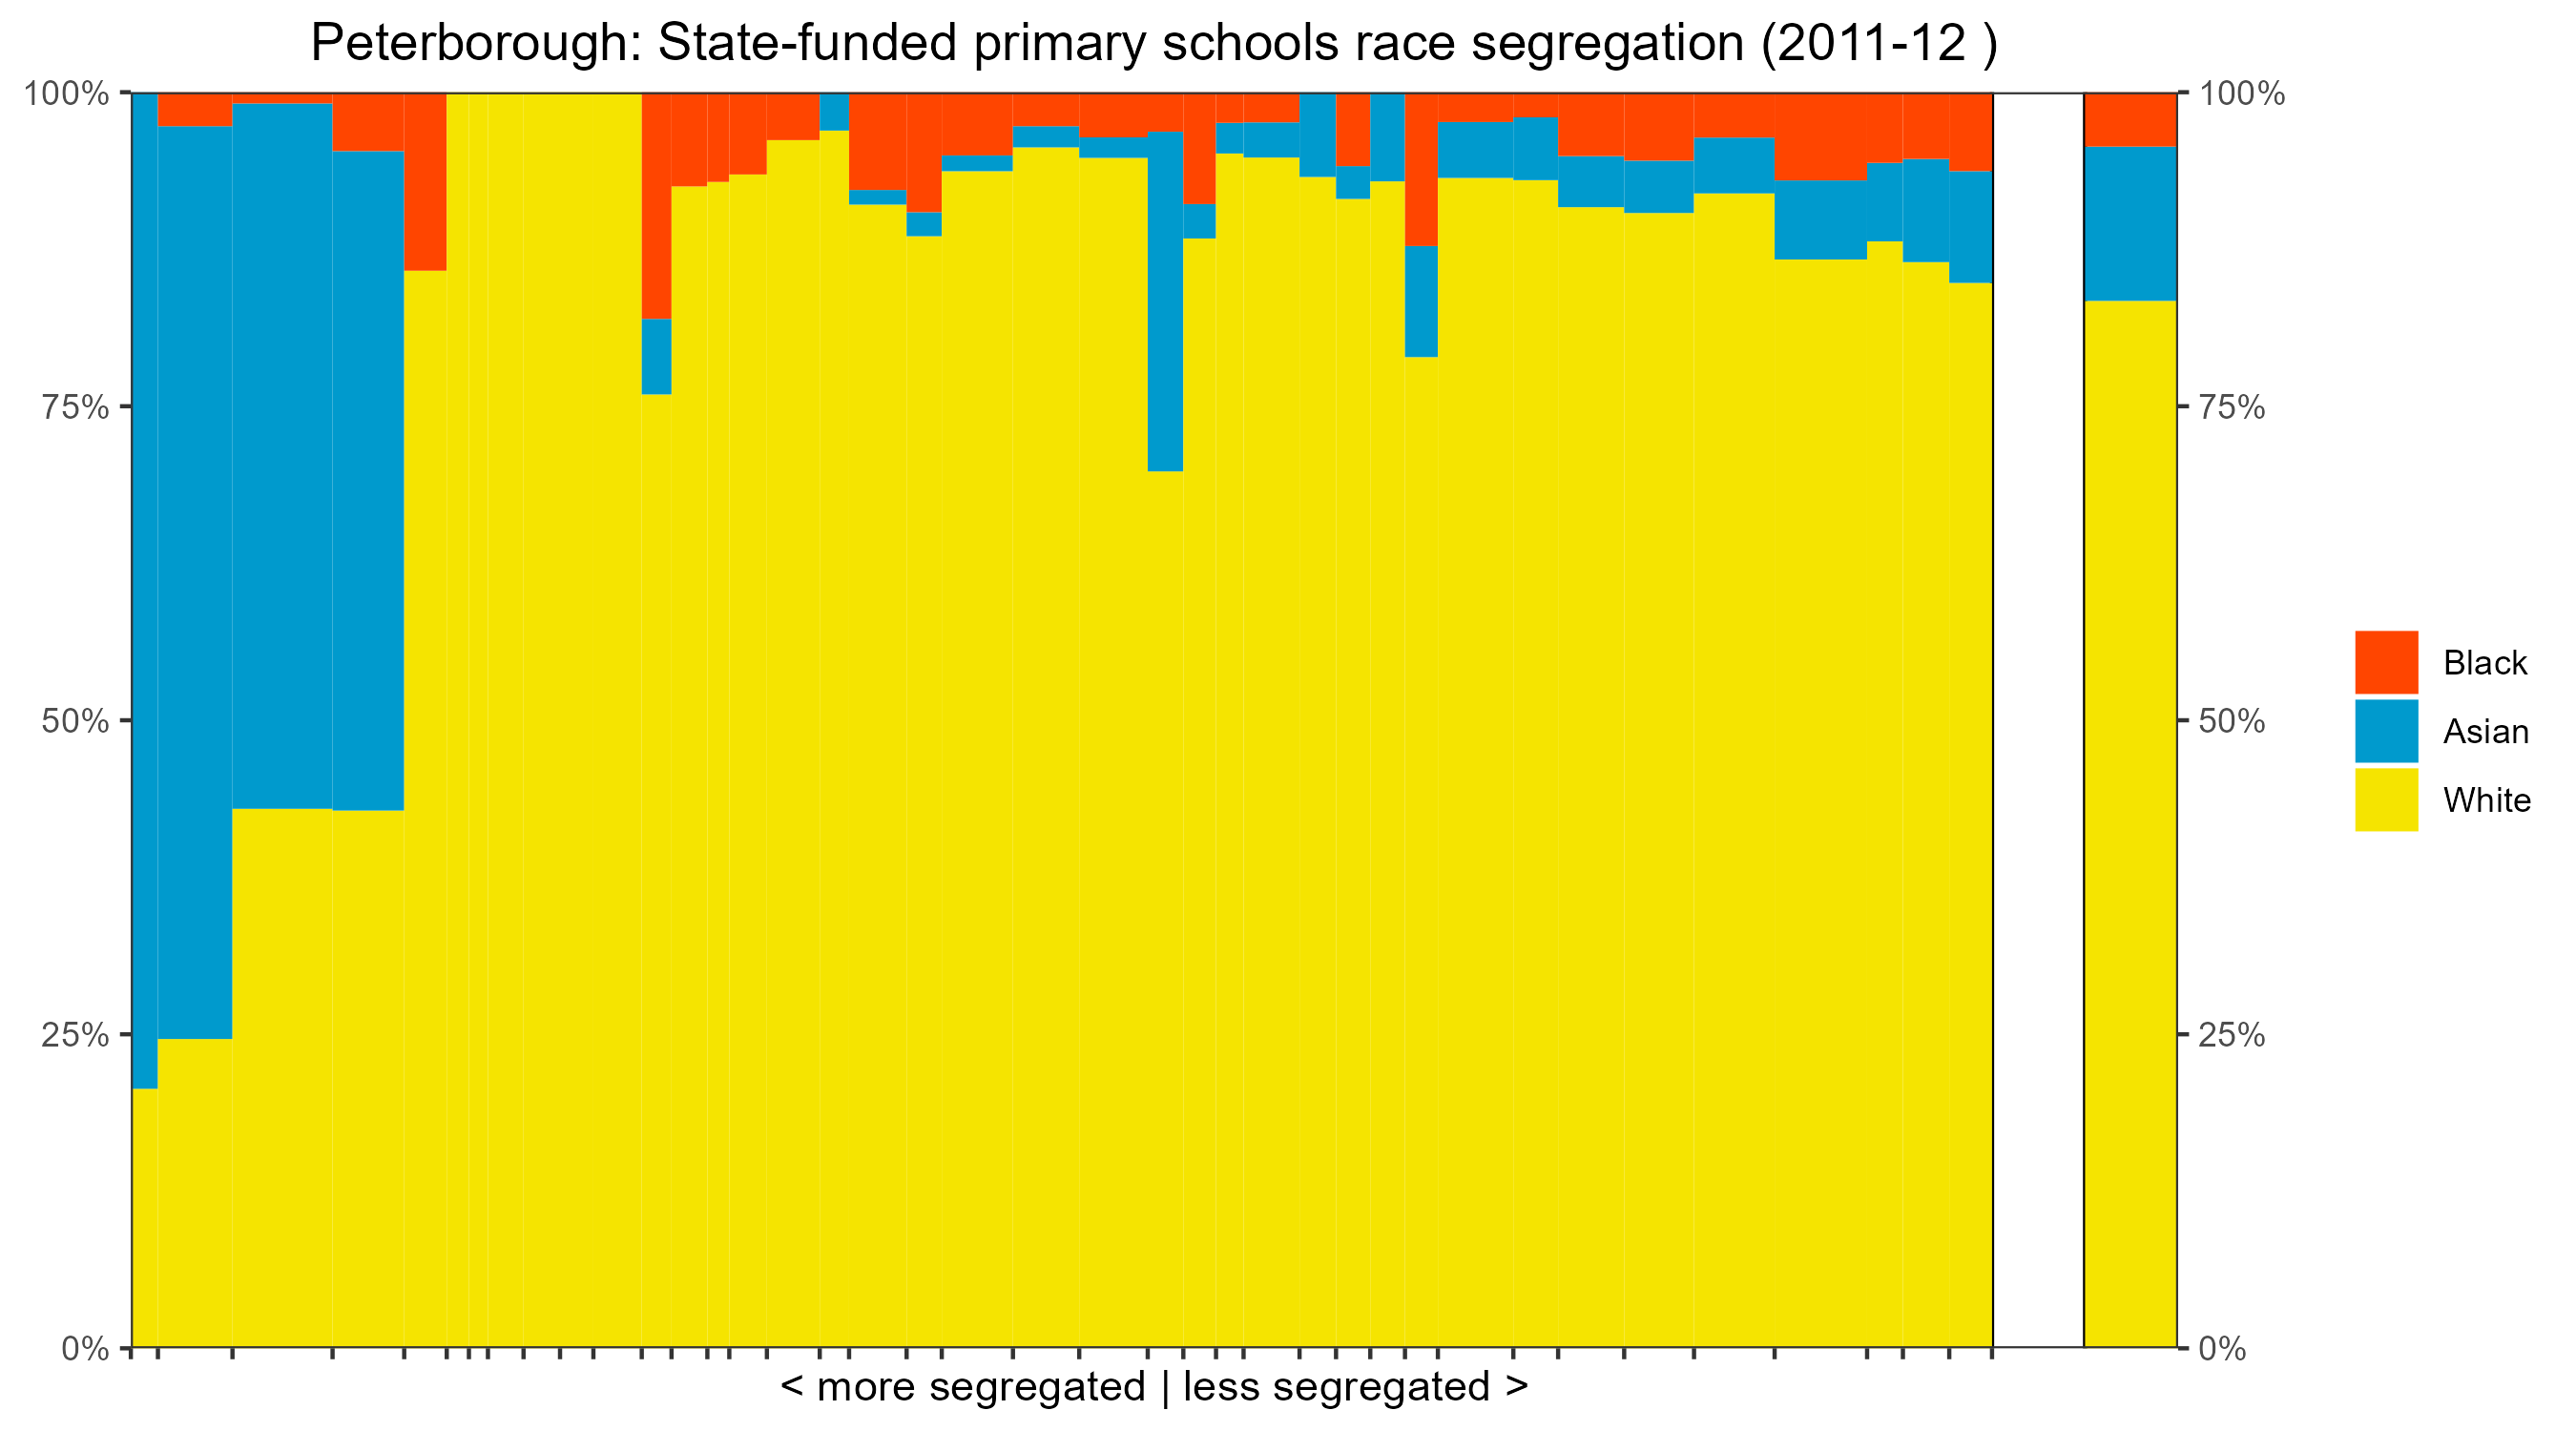 Peterborough: State-funded primary schools race segregation (2011-12 )
100%
75%
50%
25%
0%
100%
75%
50%
25%
0%
Black
Asian
White
< more segregated | less segregated >